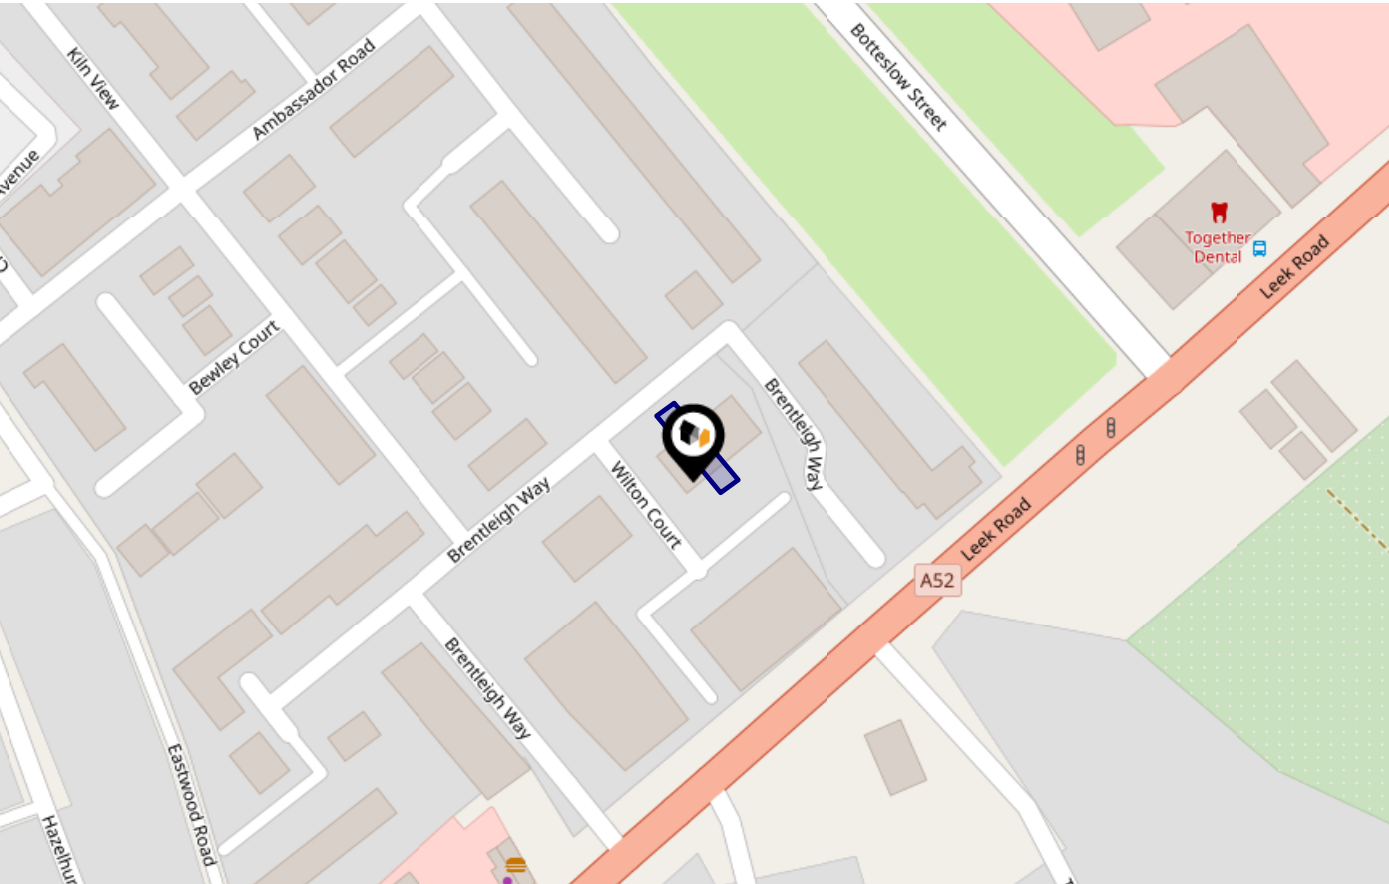 Kiln View
Ambassador Road
Botteslow Street
Avenue
Together
Dental
Leek Road
Bewley Court
Brentleigh Way
Brentleigh Way
Wilton Court
Leek Road
A52
Brentleigh Way
Eastwood Road
Hazelhur